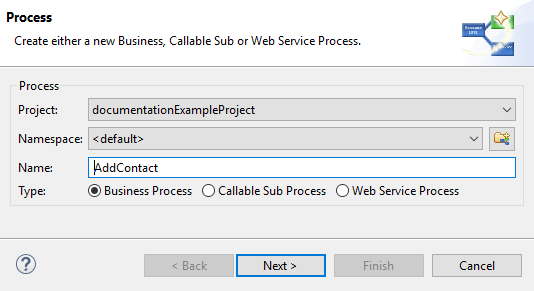 Process
Create either a new Business, Callable Sub or Web Service Process.
Process
Project: documentationExampleProject
Namespace: <default>
Name: AddContact
Type: Business Process Callable Sub Process Web Service Process
? < Back Next > Finish Cancel